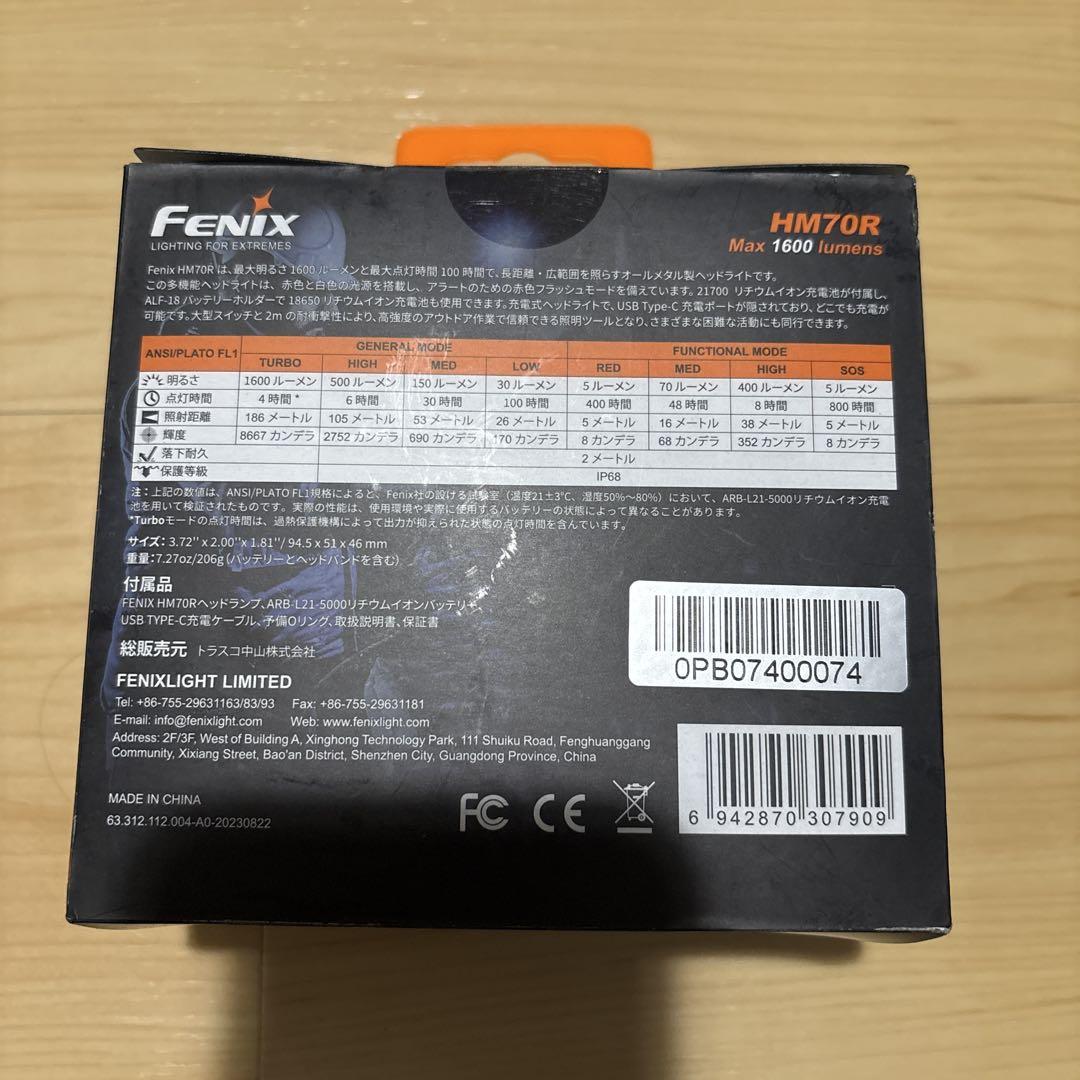 FENIX
LIGHTING FOR EXTREMES
HM70R
Max 1600 lumens
Fenix HM70R は、最大明るさ 1600 ルーメンと最大点灯時間 100 時間で、長距離・広範囲を照らすオールメタル製ヘッドライトです。
この多機能ヘッドライトは、赤色と白色の光源を搭載し、アラートのための赤色フラッシュモードを備えています。21700 リチウムイオン充電池が付属し、
ALF-18 バッテリーホルダーで 18650 リチウムイオン充電池も使用できます。充電式ヘッドライトで、USB Type-C 充電ポートが隠されており、どこでも充電が
可能です。大型スイッチと 2m の耐衝撃性により、高強度のアウトドア作業で信頼できる照明ツールとなり、さまざまな困難な活動にも同行できます。
ANSI/PLATO FL1 GENERAL MODE FUNCTIONAL MODE
TURBO HIGH MED LOW RED MED HIGH SOS
明るさ 1600 ルーメン 500 ルーメン 150 ルーメン 30 ルーメン 5 ルーメン 70 ルーメン 400 ルーメン 5 ルーメン
点灯時間 4 時間 * 6 時間 30 時間 100 時間 400 時間 48 時間 8 時間 800 時間
照射距離 186 メートル 105 メートル 53 メートル 26 メートル 5 メートル 16 メートル 38 メートル 5 メートル
輝度 8667 カンデラ 2752 カンデラ 690 カンデラ 170 カンデラ 8 カンデラ 68 カンデラ 352 カンデラ 8 カンデラ
落下耐久 2 メートル
保護等級 IP68
注：上記の数値は、ANSI/PLATO FL1規格によると、Fenix社の設ける試験室（温度21±3℃、湿度50%～80%）において、ARB-L21-5000リチウムイオン充電
池を用いて検証されたものです。実際の性能は、使用環境や実際に使用するバッテリーの状態によって異なることがあります。
*Turboモードの点灯時間は、過熱保護機構によって出力が抑えられた状態の点灯時間を含んでいます。
サイズ: 3.72" x 2.00"x 1.81"/ 94.5 x 51 x 46 mm
重量: 7.27oz/206g（バッテリーとヘッドバンドを含む）
付属品
FENIX HM70Rヘッドランプ、ARB-L21-5000リチウムイオンバッテリー
USB TYPE-C充電ケーブル、予備Oリング、取扱説明書、保証書
総販売元 トラスコ中山株式会社
FENIXLIGHT LIMITED
Tel: +86-755-29631163/83/93 Fax: +86-755-29631181
E-mail: info@fenixlight.com Web: www.fenixlight.com
Address: 2F/3F, West of Building A, Xinghong Technology Park, 111 Shuiku Road, Fenghuanggang
Community, Xixiang Street, Bao'an District, Shenzhen City, Guangdong Province, China
0PB07400074
MADE IN CHINA
63.312.112.004-A0-20230822
FC CE
6 942870 307909